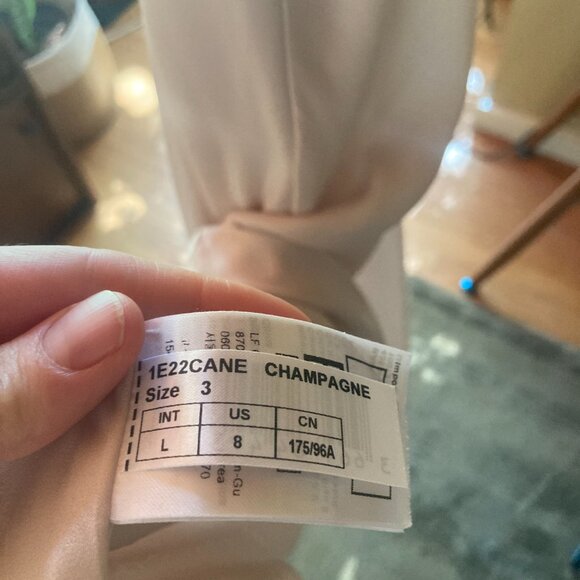 1E22CANE CHAMPAGNE
Size 3
INT US CN
L 8 175/96A